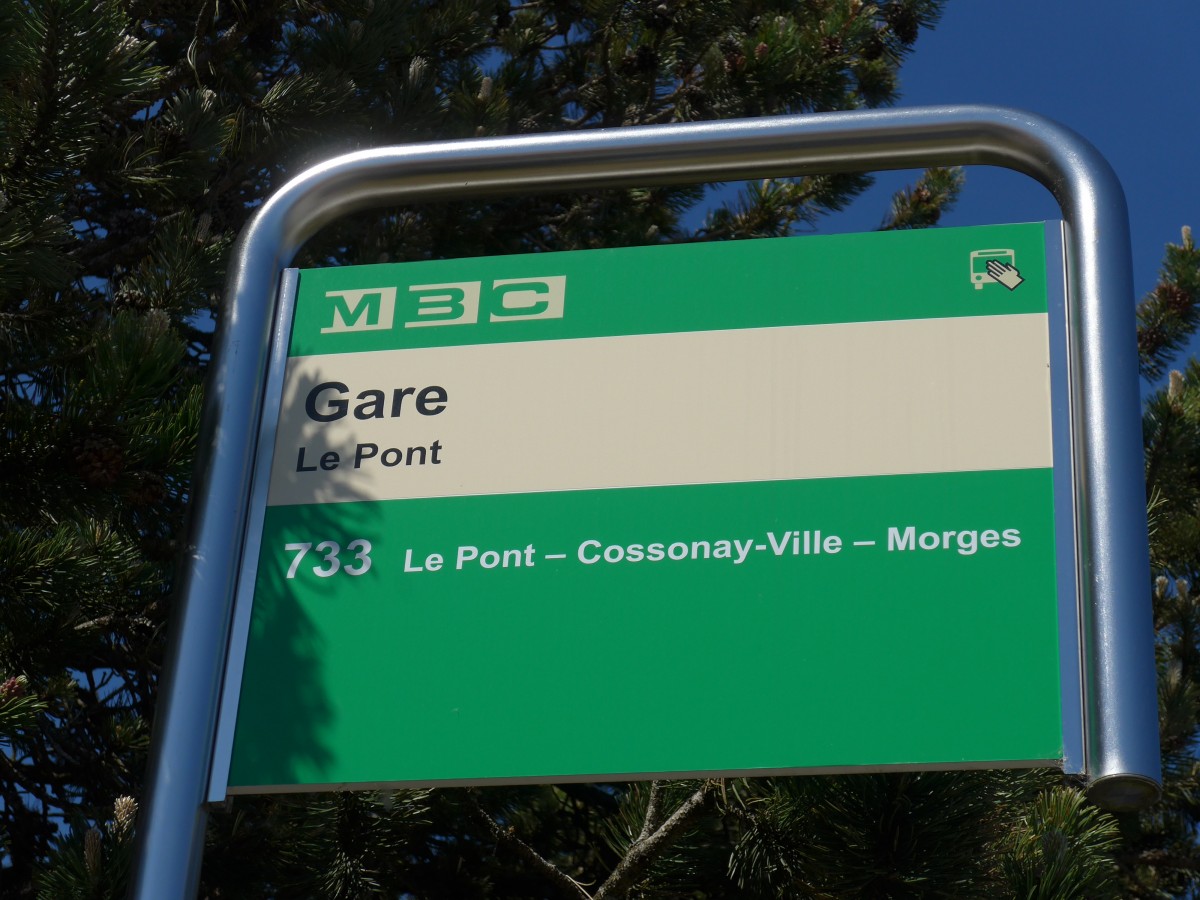 MBC
Gare
Le Pont
733 Le Pont – Cossonay-Ville – Morges